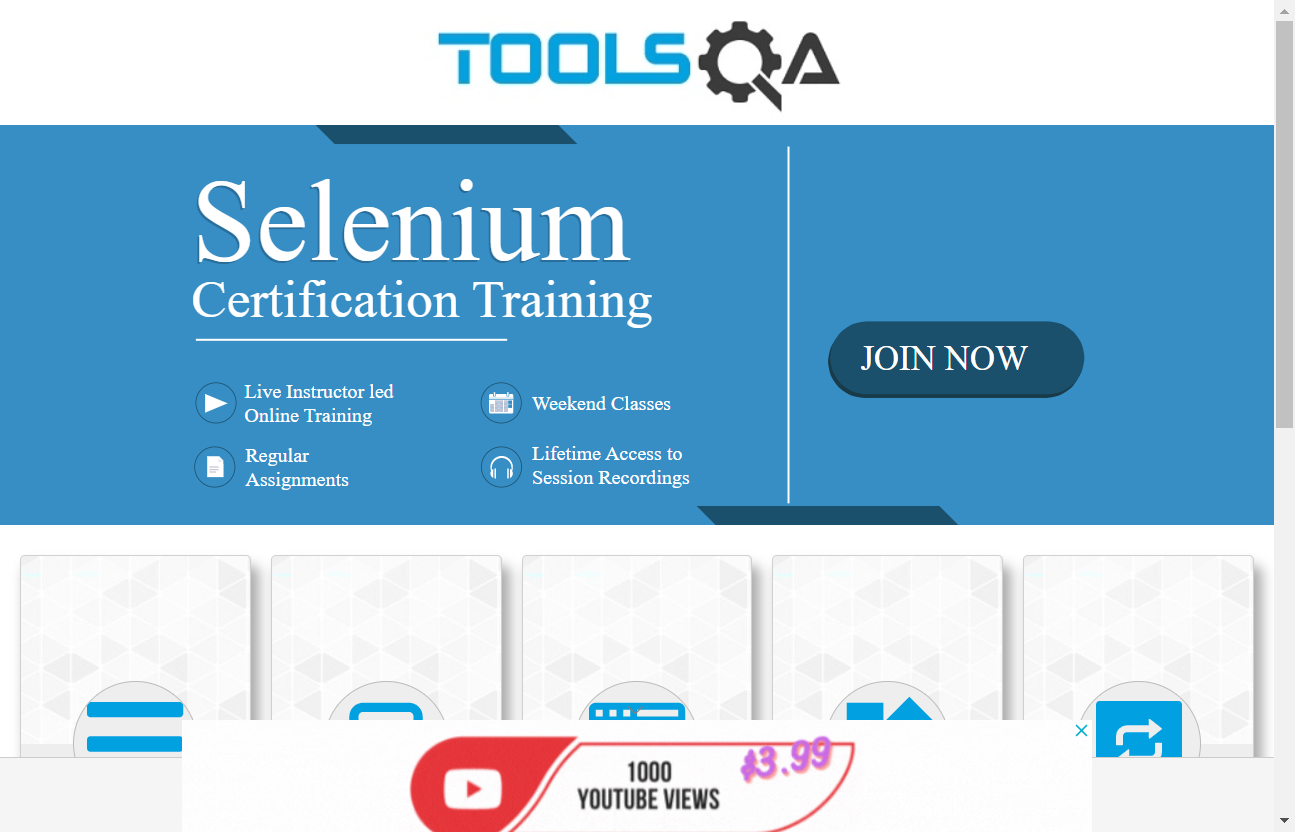 TOOLSQA
Selenium
Certification Training
JOIN NOW
Live Instructor led
Online Training
Weekend Classes
Regular
Assignments
Lifetime Access to
Session Recordings
1000
YOUTUBE VIEWS
$3.99